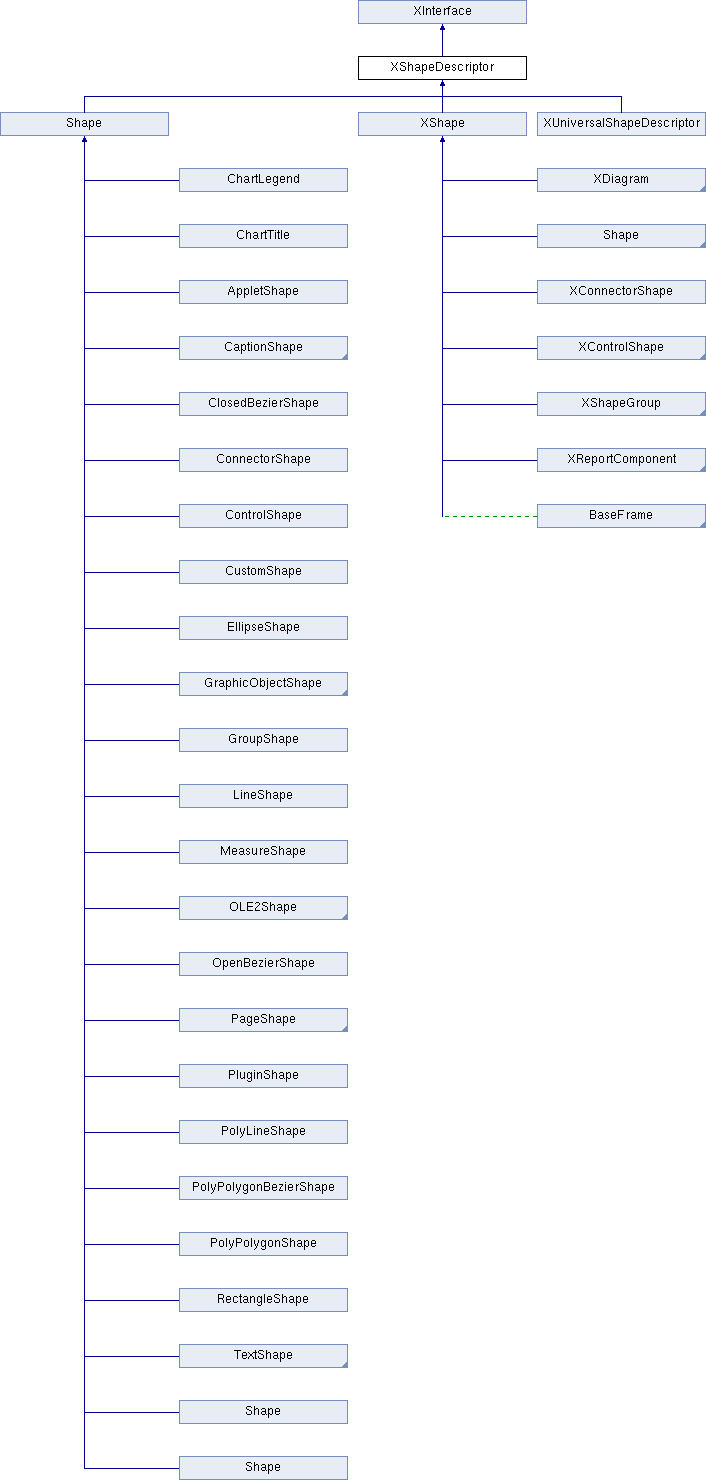 XInterface
XShapeDescriptor
Shape
XShape
XUniversalShapeDescriptor
ChartLegend
XDiagram
ChartTitle
Shape
AppletShape
XConnectorShape
CaptionShape
XControlShape
ClosedBezierShape
XShapeGroup
ConnectorShape
XReportComponent
ControlShape
BaseFrame
CustomShape
EllipseShape
GraphicObjectShape
GroupShape
LineShape
MeasureShape
OLE2Shape
OpenBezierShape
PageShape
PluginShape
PolyLineShape
PolyPolygonBezierShape
PolyPolygonShape
RectangleShape
TextShape
Shape
Shape